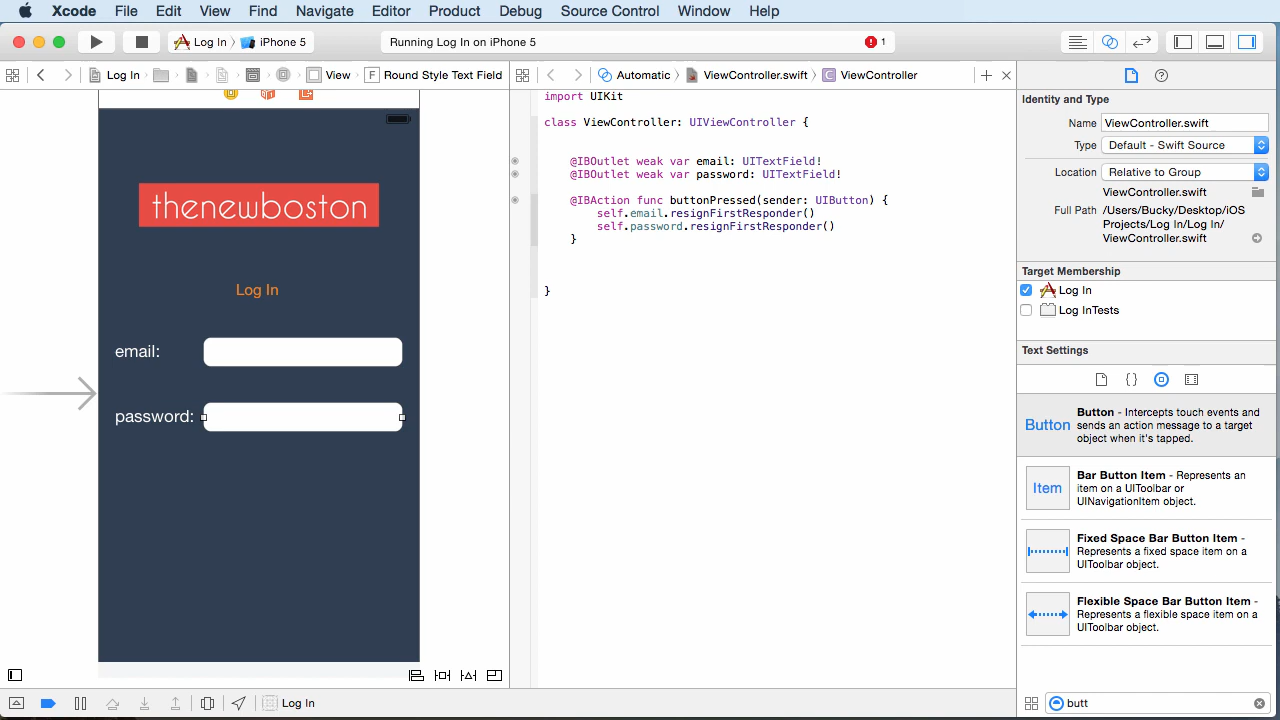 Xcode File Edit View Find Navigate Editor Product Debug Source Control Window Help
Log In iPhone 5 Running Log In on iPhone 5 1
Log In View F Round Style Text Field Automatic ViewController.swift C ViewController
thenewboston
Log In
email:
password:
import UIKit
class ViewController: UIViewController {
@IBOutlet weak var email: UITextField!
@IBOutlet weak var password: UITextField!
@IBAction func buttonPressed(sender: UIButton) {
self.email.resignFirstResponder()
self.password.resignFirstResponder()
}
}
Identity and Type
Name ViewController.swift
Type Default - Swift Source
Location Relative to Group
ViewController.swift
Full Path /Users/Bucky/Desktop/iOS
Projects/Log In/Log In/
ViewController.swift
Target Membership
Log In
Log InTests
Text Settings
Button
Button - Intercepts touch events and
sends an action message to a target
object when it's tapped.
Item
Bar Button Item - Represents an
item on a UIToolbar or
UINavigationItem object.
Fixed Space Bar Button Item -
Represents a fixed space item on a
UIToolbar object.
Flexible Space Bar Button Item -
Represents a flexible space item on a
UIToolbar object.
Log In
butt